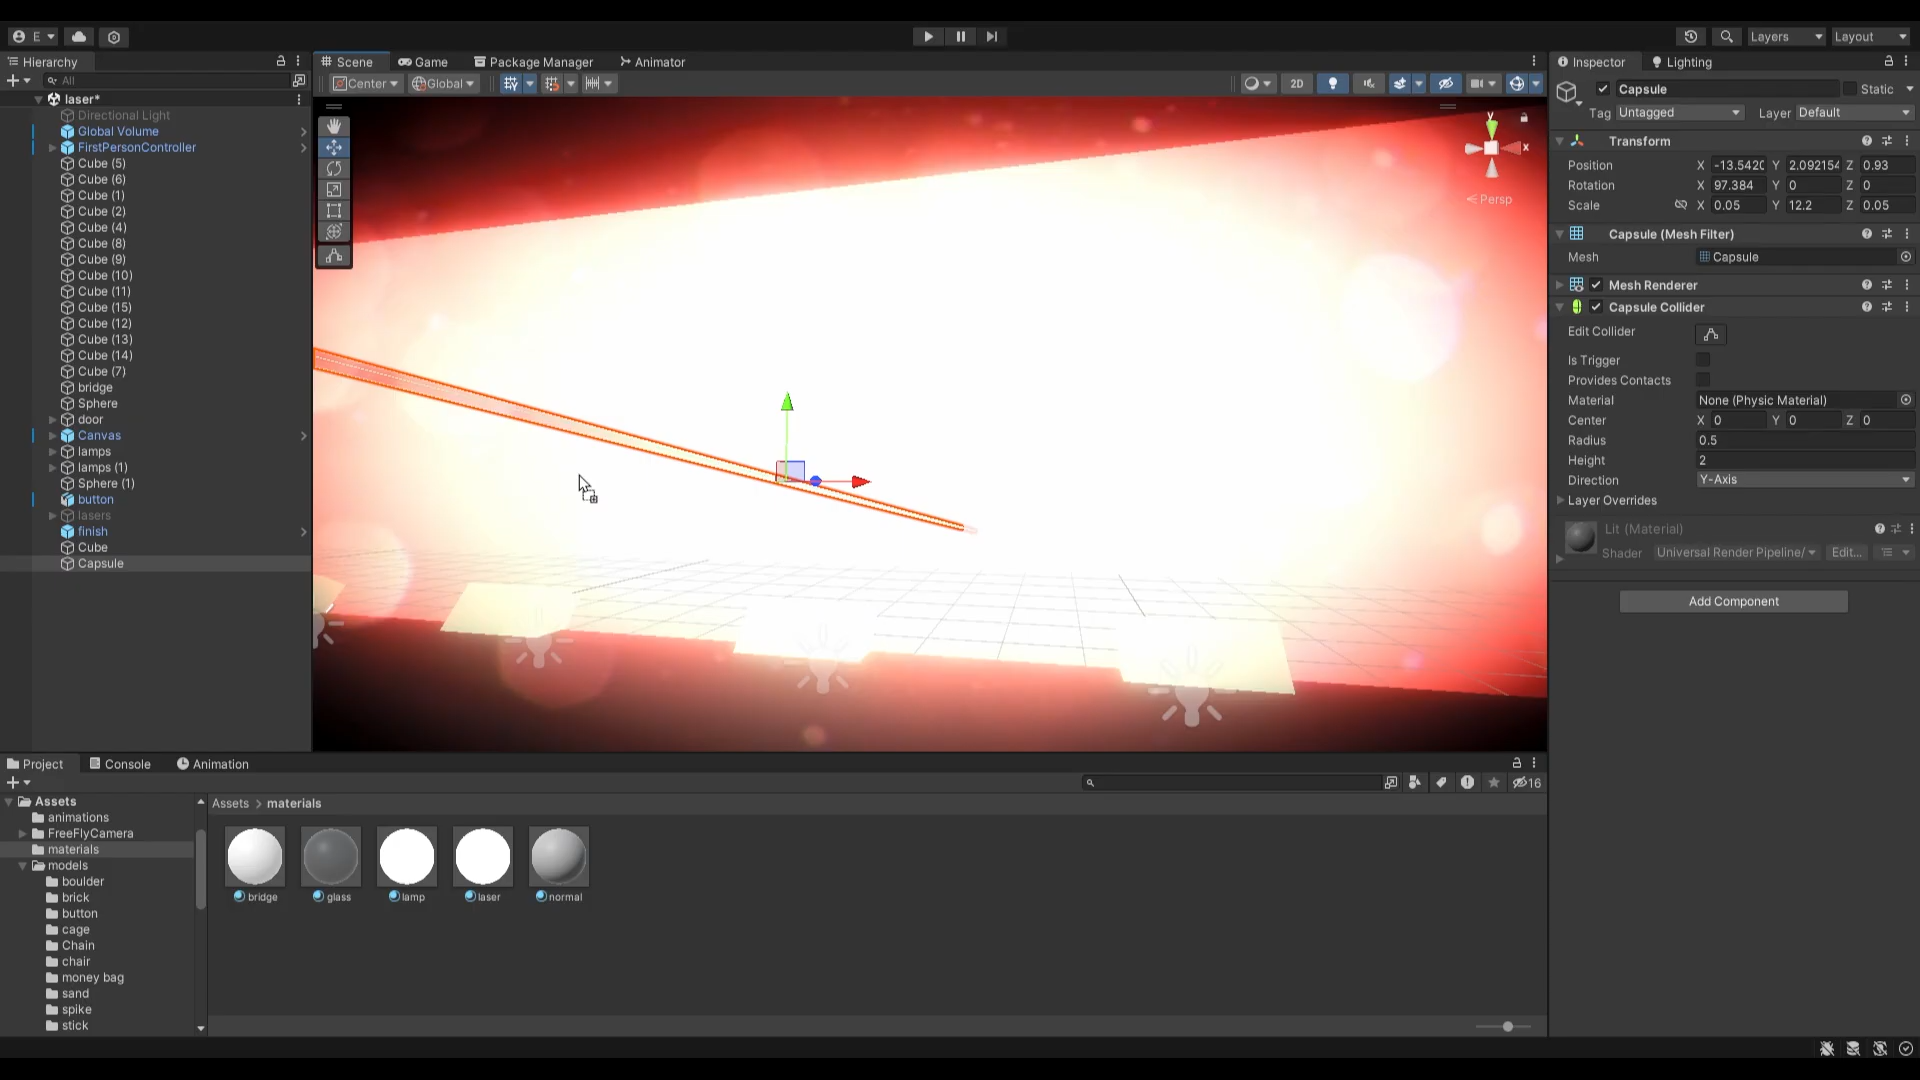 E
Layers
Layout
Hierarchy
Scene
Game
Package Manager
Animator
Inspector
Lighting
All
Center
Global
2D
Capsule
Static
laser*
Tag Untagged
Layer Default
Directional Light
Global Volume
FirstPersonController
Cube (5)
Cube (6)
Cube (1)
Cube (2)
Cube (4)
Cube (8)
Cube (9)
Cube (10)
Cube (11)
Cube (15)
Cube (12)
Cube (13)
Cube (14)
Cube (7)
bridge
Sphere
door
Canvas
lamps
lamps (1)
Sphere (1)
button
lasers
finish
Cube
Capsule
y
x
Persp
Transform
Position X -13.5420 Y 2.092154 Z 0.93
Rotation X 97.384 Y 0 Z 0
Scale X 0.05 Y 12.2 Z 0.05
Capsule (Mesh Filter)
Mesh Capsule
Mesh Renderer
Capsule Collider
Edit Collider
Is Trigger
Provides Contacts
Material None (Physic Material)
Center X 0 Y 0 Z 0
Radius 0.5
Height 2
Direction Y-Axis
Layer Overrides
Lit (Material)
Shader Universal Render Pipeline/ Edit...
Add Component
Project
Console
Animation
16
Assets
animations
FreeFlyCamera
materials
models
boulder
brick
button
cage
Chain
chair
money bag
sand
spike
stick
Assets > materials
bridge
glass
lamp
laser
normal